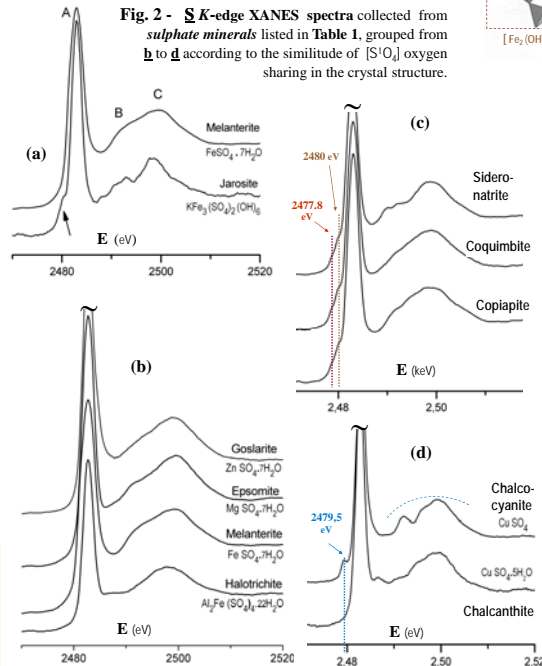 Fig. 2 - S K-edge XANES spectra collected from
sulphate minerals listed in Table 1, grouped from
b to d according to the similitude of [S¹O₄] oxygen
sharing in the crystal structure.
[ Fe₂ (OH
A
B
C
(a)
Melanterite
FeSO₄ . 7H₂O
Jarosite
KFe₃ (SO₄)₂ (OH)₆
E (eV)
2480
2500
2520
(b)
Goslarite
Zn SO₄.7H₂O
Epsomite
Mg SO₄.7H₂O
Melanterite
Fe SO₄.7H₂O
Halotrichite
Al₂Fe (SO₄)₄.22H₂O
E (eV)
2480
2500
2520
(c)
2480 eV
2477.8
eV
Sidero-
natrite
Coquimbite
Copiapite
E (keV)
2,48
2,50
(d)
2479,5
eV
Chalco-
cyanite
Cu SO₄
Cu SO₄.5H₂O
Chalcanthite
E (eV)
2.48
2.50
2.52